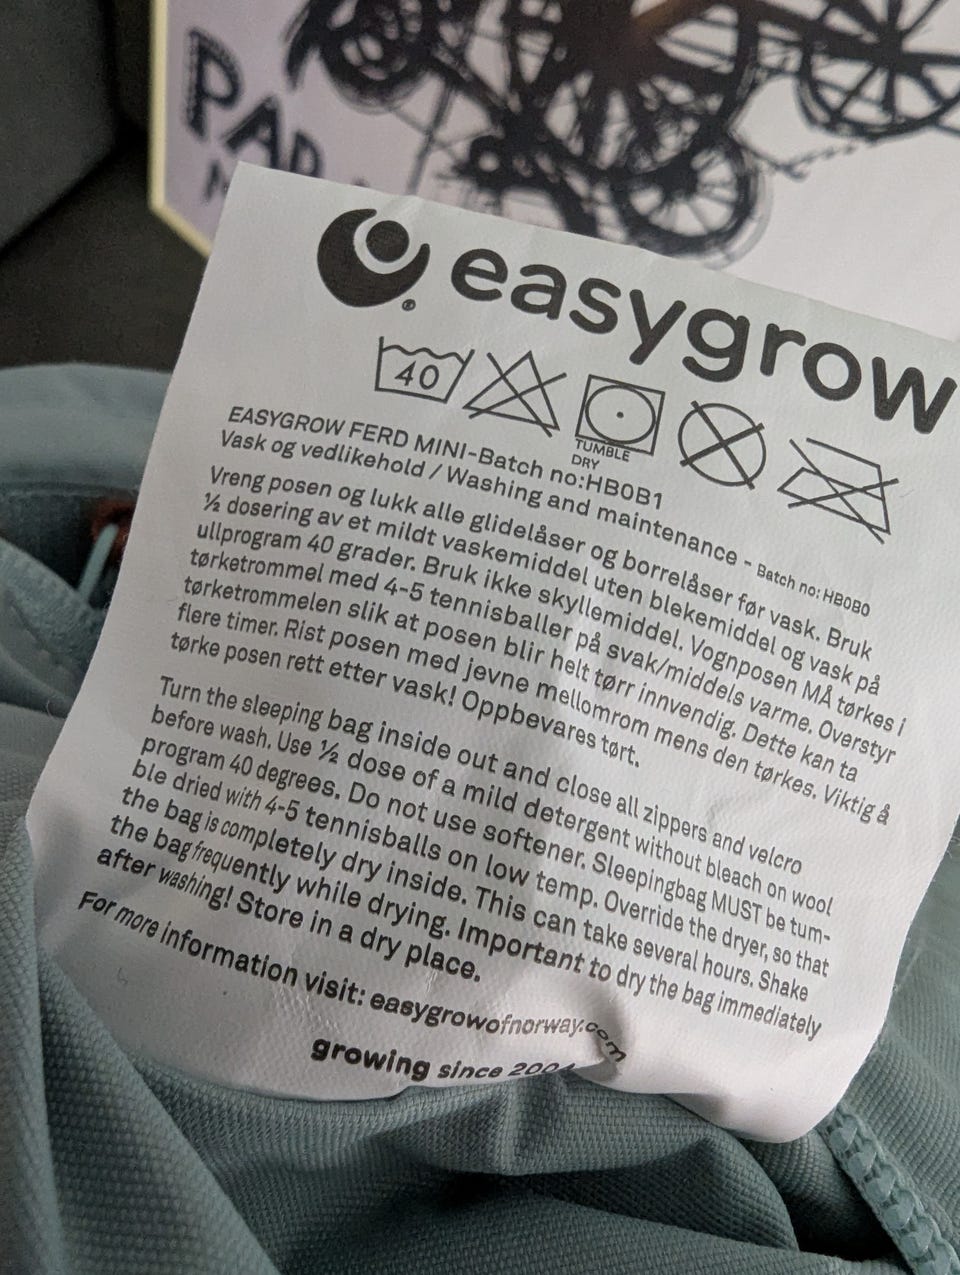 PAR
easygrow
®
40
TUMBLE
DRY
EASYGROW FERD MINI-Batch no:HB0B1
Vask og vedlikehold / Washing and maintenance - Batch no: HB0B0
Vreng posen og lukk alle glidelåser og borrelåser før vask. Bruk
½ dosering av et mildt vaskemiddel uten blekemiddel og vask på
ullprogram 40 grader. Bruk ikke skyllemiddel. Vognposen MÅ tørkes i
tørketrommel med 4-5 tennisballer på svak/middels varme. Overstyr
tørketrommelen slik at posen blir helt tørr innvendig. Dette kan ta
flere timer. Rist posen med jevne mellomrom mens den tørkes. Viktig å
tørke posen rett etter vask! Oppbevares tørt.
Turn the sleeping bag inside out and close all zippers and velcro
before wash. Use ½ dose of a mild detergent without bleach on wool
program 40 degrees. Do not use softener. Sleepingbag MUST be tum-
ble dried with 4-5 tennisballs on low temp. Override the dryer, so that
the bag is completely dry inside. This can take several hours. Shake
the bag frequently while drying. Important to dry the bag immediately
after washing! Store in a dry place.
For more information visit: easygrowofnorway.com
growing since 2004